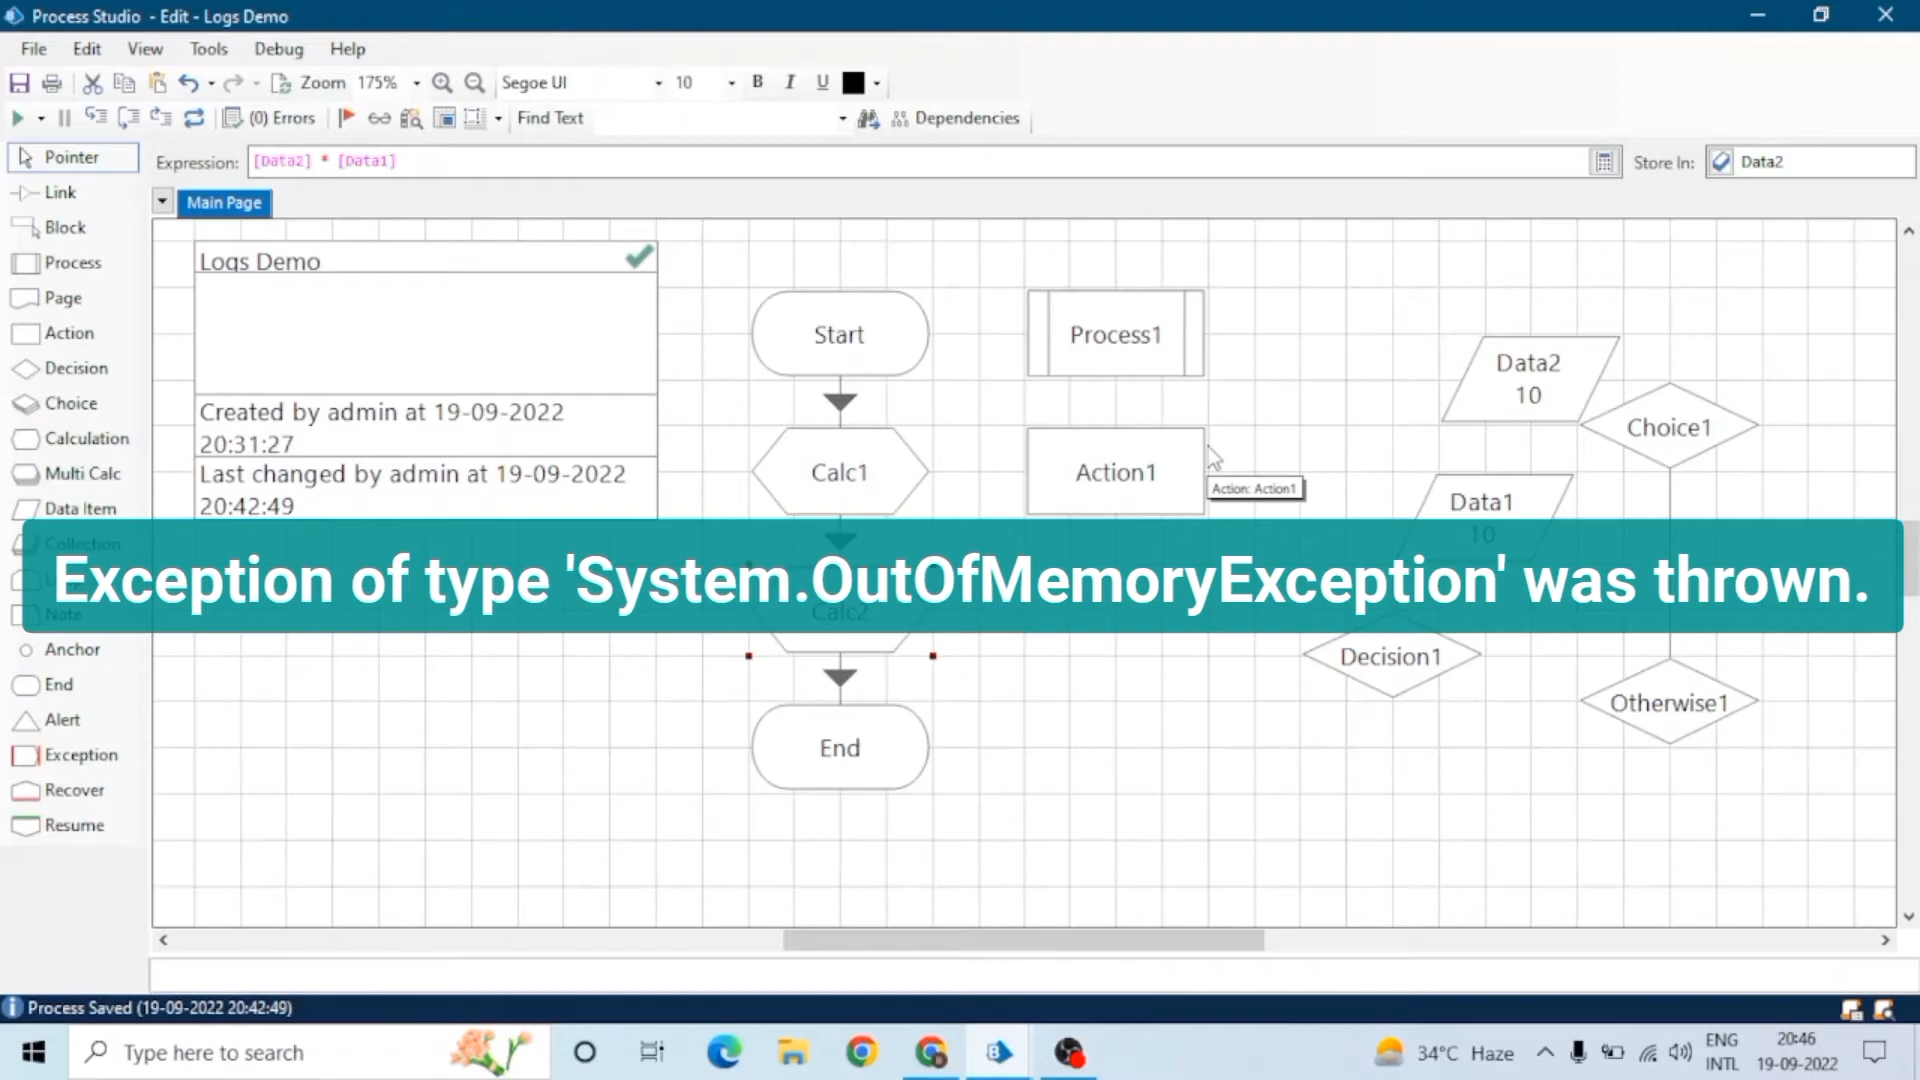 Process Studio - Edit - Logs Demo
File Edit View Tools Debug Help
Zoom 175% Segoe UI 10 B I U
(0) Errors Find Text Dependencies
Expression: [Data2] * [Data1] Store In: Data2
Pointer
Link
Block
Process
Page
Action
Decision
Choice
Calculation
Multi Calc
Data Item
Collection
Note
Anchor
End
Alert
Exception
Recover
Resume
Main Page
Logs Demo
Created by admin at 19-09-2022
20:31:27
Last changed by admin at 19-09-2022
20:42:49
Start
Calc1
Calc2
End
Process1
Action1
Action: Action1
Data2
10
Data1
10
Choice1
Decision1
Otherwise1
Exception of type 'System.OutOfMemoryException' was thrown.
Process Saved (19-09-2022 20:42:49)
Type here to search
34°C Haze
ENG
INTL
20:46
19-09-2022